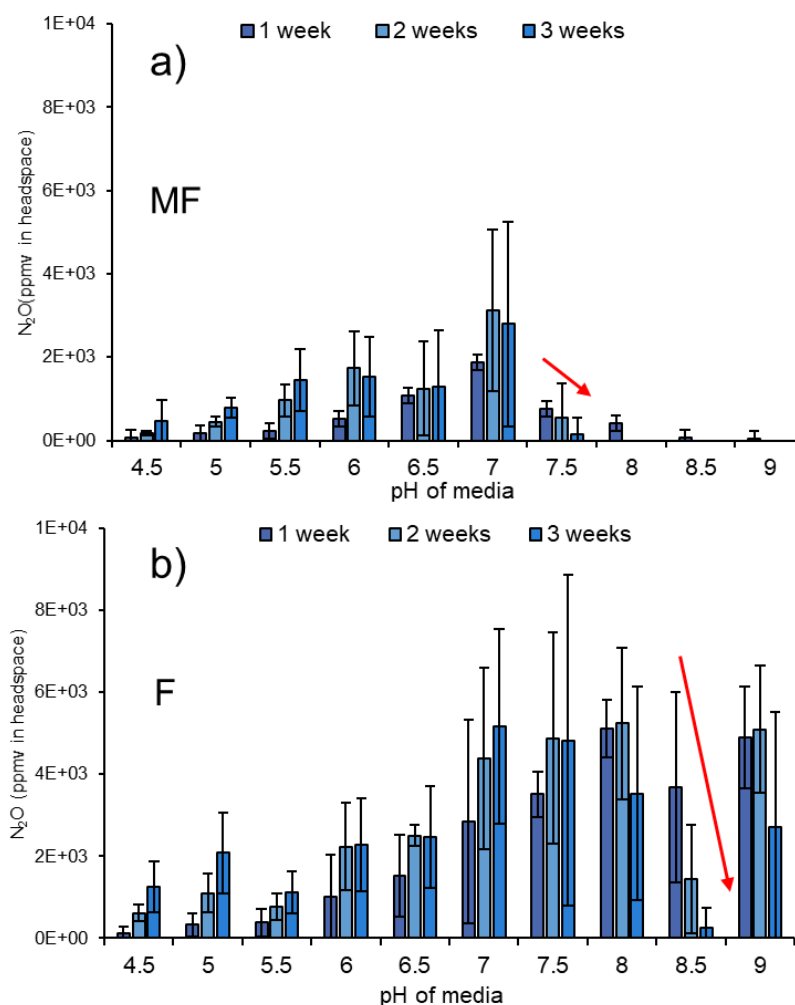 1E+04
1 week 2 weeks 3 weeks
a)
8E+03
MF
6E+03
N₂O(ppmv in headspace)
4E+03
2E+03
0E+00
4.5 5 5.5 6 6.5 7 7.5 8 8.5 9
pH of media
1E+04
1 week 2 weeks 3 weeks
b)
8E+03
F
6E+03
N₂O (ppmv in headspace)
4E+03
2E+03
0E+00
4.5 5 5.5 6 6.5 7 7.5 8 8.5 9
pH of media